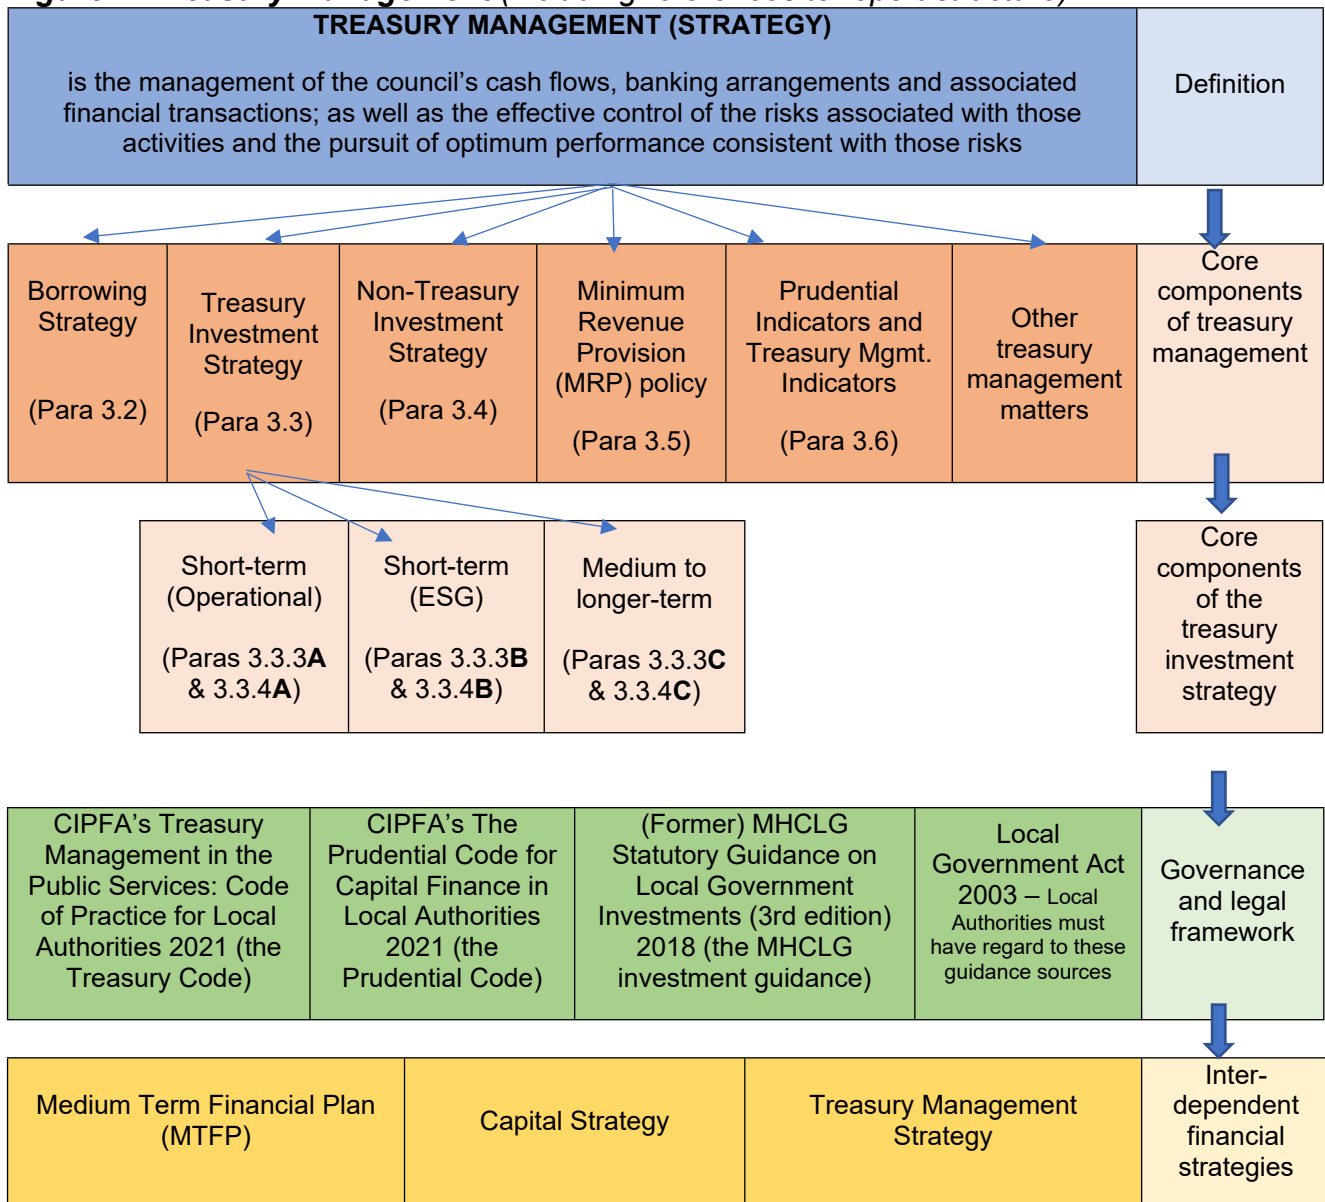 TREASURY MANAGEMENT (STRATEGY)
is the management of the council's cash flows, banking arrangements and associated
financial transactions; as well as the effective control of the risks associated with those
activities and the pursuit of optimum performance consistent with those risks
Definition
Borrowing
Strategy
(Para 3.2)
Treasury
Investment
Strategy
(Para 3.3)
Non-Treasury
Investment
Strategy
(Para 3.4)
Minimum
Revenue
Provision
(MRP) policy
(Para 3.5)
Prudential
Indicators and
Treasury Mgmt.
Indicators
(Para 3.6)
Other
treasury
management
matters
Core
components
of treasury
management
Short-term
(Operational)
(Paras 3.3.3A
& 3.3.4A)
Short-term
(ESG)
(Paras 3.3.3B
& 3.3.4B)
Medium to
longer-term
(Paras 3.3.3C
& 3.3.4C)
Core
components
of the
treasury
investment
strategy
CIPFA's Treasury
Management in the
Public Services: Code
of Practice for Local
Authorities 2021 (the
Treasury Code)
CIPFA's The
Prudential Code for
Capital Finance in
Local Authorities
2021 (the
Prudential Code)
(Former) MHCLG
Statutory Guidance on
Local Government
Investments (3rd edition)
2018 (the MHCLG
investment guidance)
Local
Government Act
2003 – Local
Authorities must
have regard to these
guidance sources
Governance
and legal
framework
Medium Term Financial Plan
(MTFP)
Capital Strategy
Treasury Management
Strategy
Inter-
dependent
financial
strategies